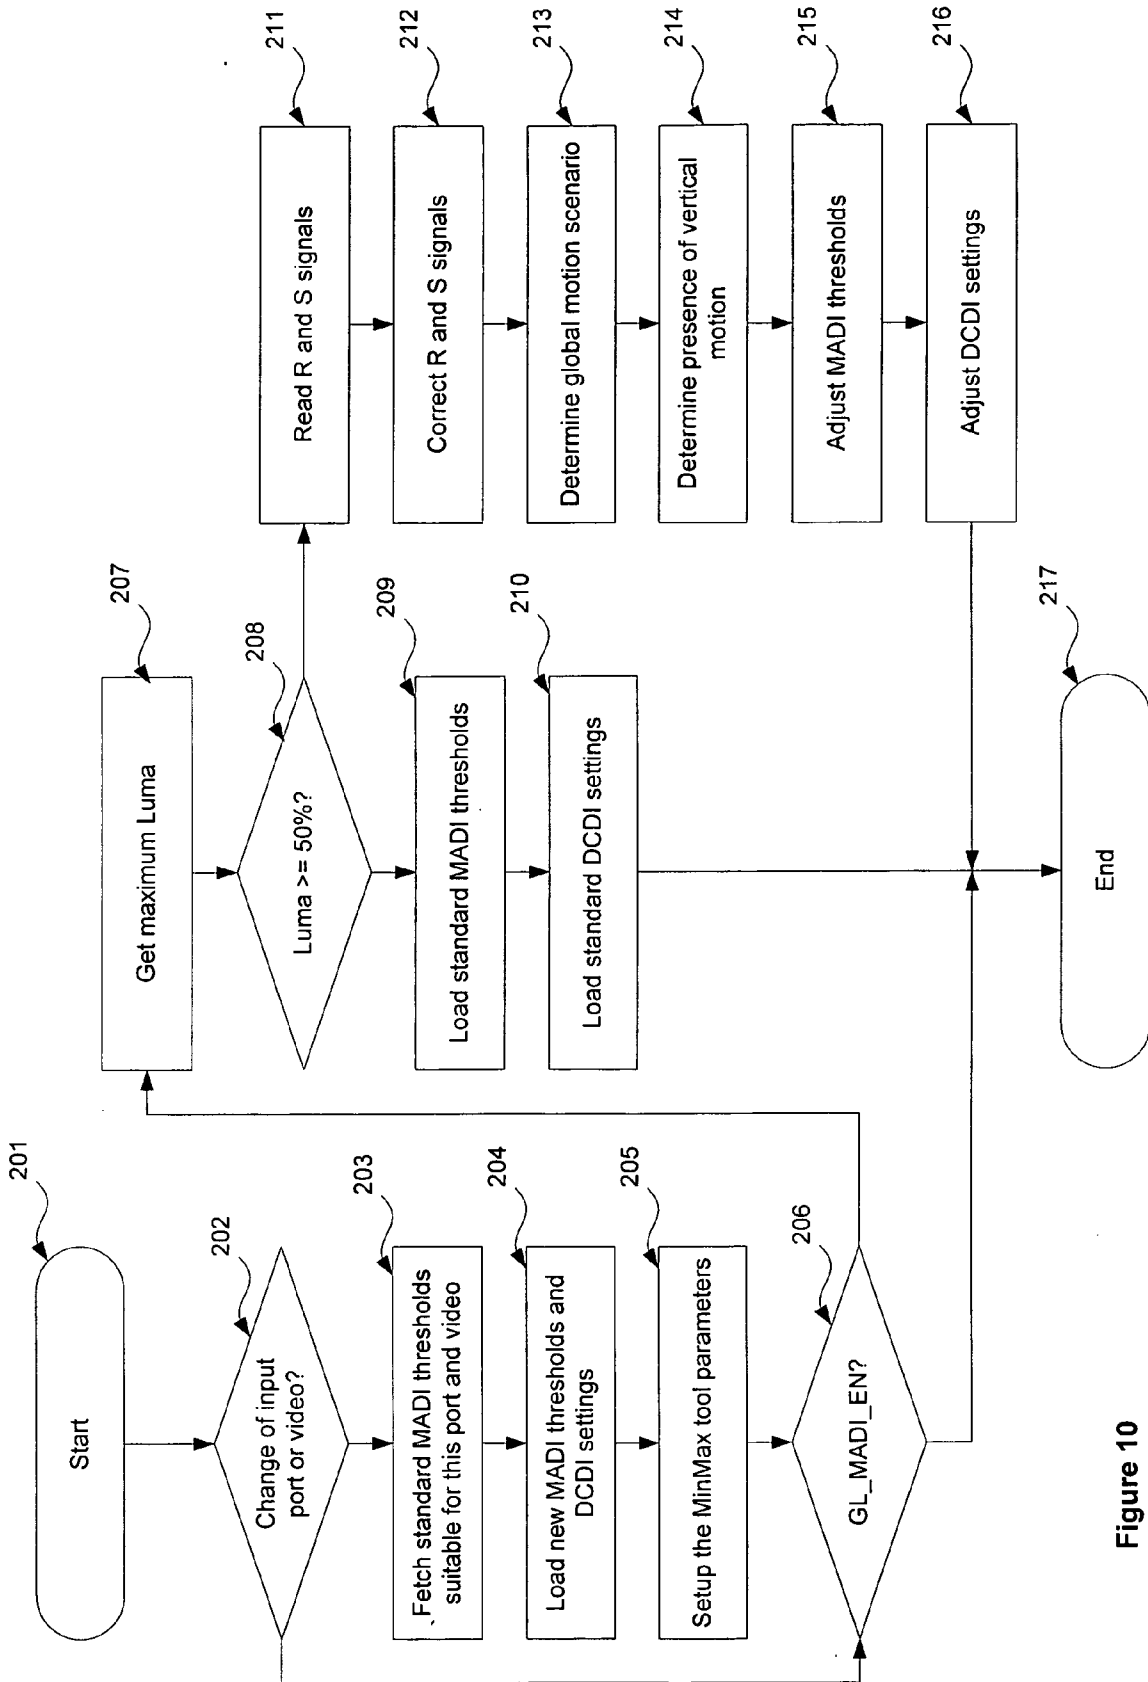 201
Start
202
Change of input
port or video?
203
Fetch standard MADI thresholds
suitable for this port and video
204
Load new MADI thresholds and
DCDI settings
205
Setup the MinMax tool parameters
206
GL_MADI_EN?
207
Get maximum Luma
208
Luma >= 50%?
209
Load standard MADI thresholds
210
Load standard DCDI settings
211
Read R and S signals
212
Correct R and S signals
213
Determine global motion scenario
214
Determine presence of vertical
motion
215
Adjust MADI thresholds
216
Adjust DCDI settings
217
End
Figure 10